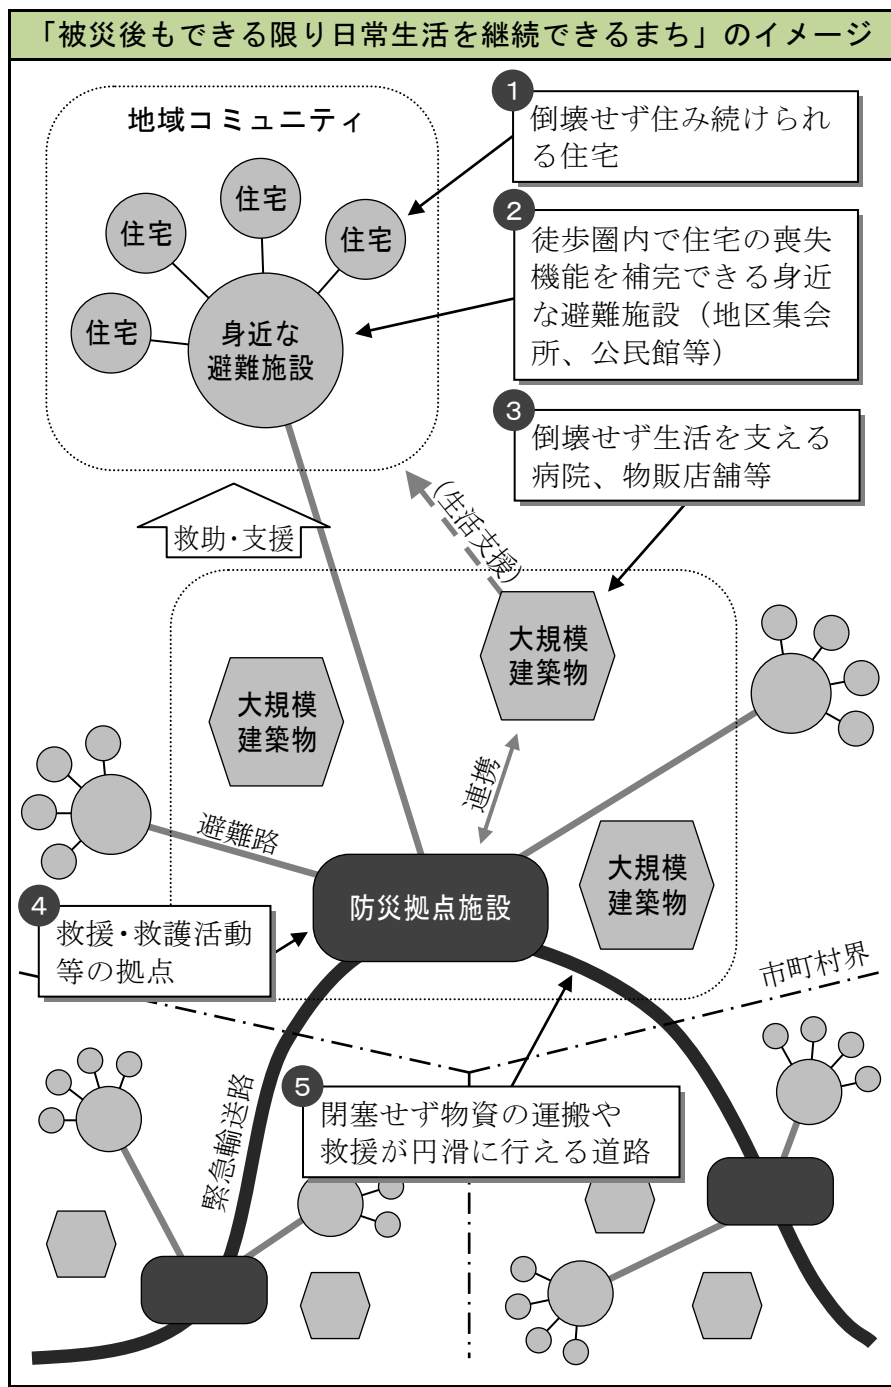 「被災後もできる限り日常生活を継続できるまち」のイメージ
地域コミュニティ
住宅
住宅
住宅
住宅
身近な
避難施設
1
倒壊せず住み続けられ
る住宅
2
徒歩圏内で住宅の喪失
機能を補完できる身近
な避難施設（地区集会
所、公民館等）
3
倒壊せず生活を支える
病院、物販店舗等
救助・支援
（生活支援）
大規模
建築物
大規模
建築物
連携
避難路
大規模
建築物
防災拠点施設
4
救援・救護活動
等の拠点
市町村界
5
閉塞せず物資の運搬や
救援が円滑に行える道路
緊急輸送路